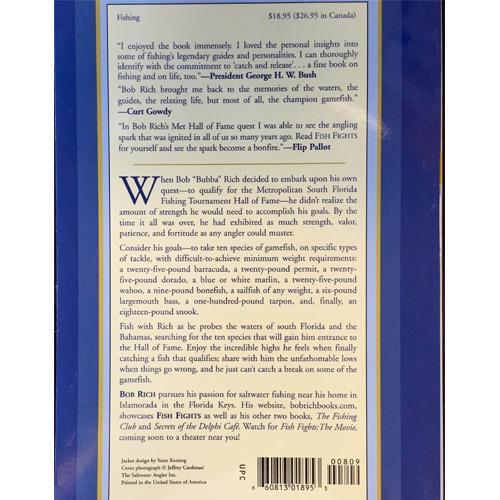 Fishing $18.95 ($26.95 in Canada)
"I enjoyed the book immensely. I loved the personal insights into
some of fishing's legendary guides and personalities. I can thoroughly
identify with the commitment to 'catch and release'. . . a fine book on
fishing and on life, too."—President George H. W. Bush
"Bob Rich brought me back to the memories of the waters, the
guides, the relaxing life, but most of all, the champion gamefish."
—Curt Gowdy
"In Bob Rich's Met Hall of Fame quest I was able to see the angling
spark that was ignited in all of us so many years ago. Read FISH FIGHTS
for yourself and see the spark become a bonfire."—Flip Pallot
When Bob "Bubba" Rich decided to embark upon his own
quest—to qualify for the Metropolitan South Florida
Fishing Tournament Hall of Fame—he didn't realize the
amount of strength he would need to accomplish his goals. By the
time it all was over, he had exhibited as much strength, valor,
patience, and fortitude as any angler could muster.
Consider his goals—to take ten species of gamefish, on specific types
of tackle, with difficult-to-achieve minimum weight requirements:
a twenty-five-pound barracuda, a twenty-pound permit, a twenty-
five-pound dorado, a blue or white marlin, a twenty-five-pound
wahoo, a nine-pound bonefish, a sailfish of any weight, a six-pound
largemouth bass, a one-hundred-pound tarpon, and, finally, an
eighteen-pound snook.
Fish with Rich as he probes the waters of south Florida and the
Bahamas, searching for the ten species that will gain him entrance to
the Hall of Fame. Enjoy the incredible highs he feels when finally
catching a fish that qualifies; share with him the unfathomable lows
when things go wrong, and he just can't catch a break on some of the
gamefish.
BOB RICH pursues his passion for saltwater fishing near his home in
Islamorada in the Florida Keys. His website, bobrichbooks.com,
showcases FISH FIGHTS as well as his other two books, The Fishing
Club and Secrets of the Delphi Café. Watch for Fish Fights: The Movie,
coming soon to a theater near you!
Jacket design by Yann Keesing
Cover photograph © Jeffrey Cardenas/
The Saltwater Angler Inc.
Printed in the United States of America
UPC
00809
6 60813 01895 3